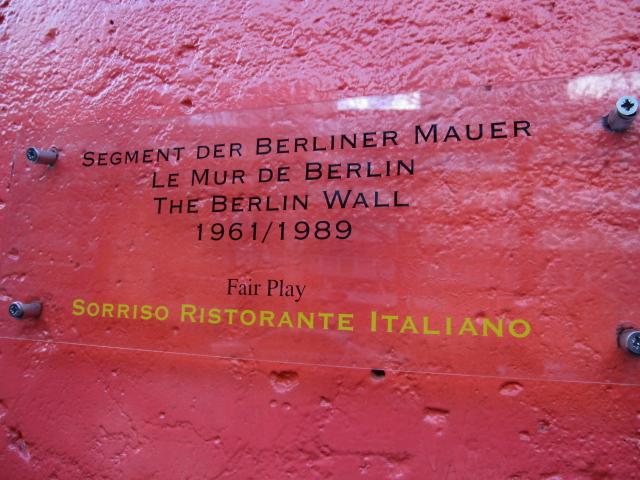 SEGMENT DER BERLINER MAUER
LE MUR DE BERLIN
THE BERLIN WALL
1961/1989
Fair Play
SORRISO RISTORANTE ITALIANO